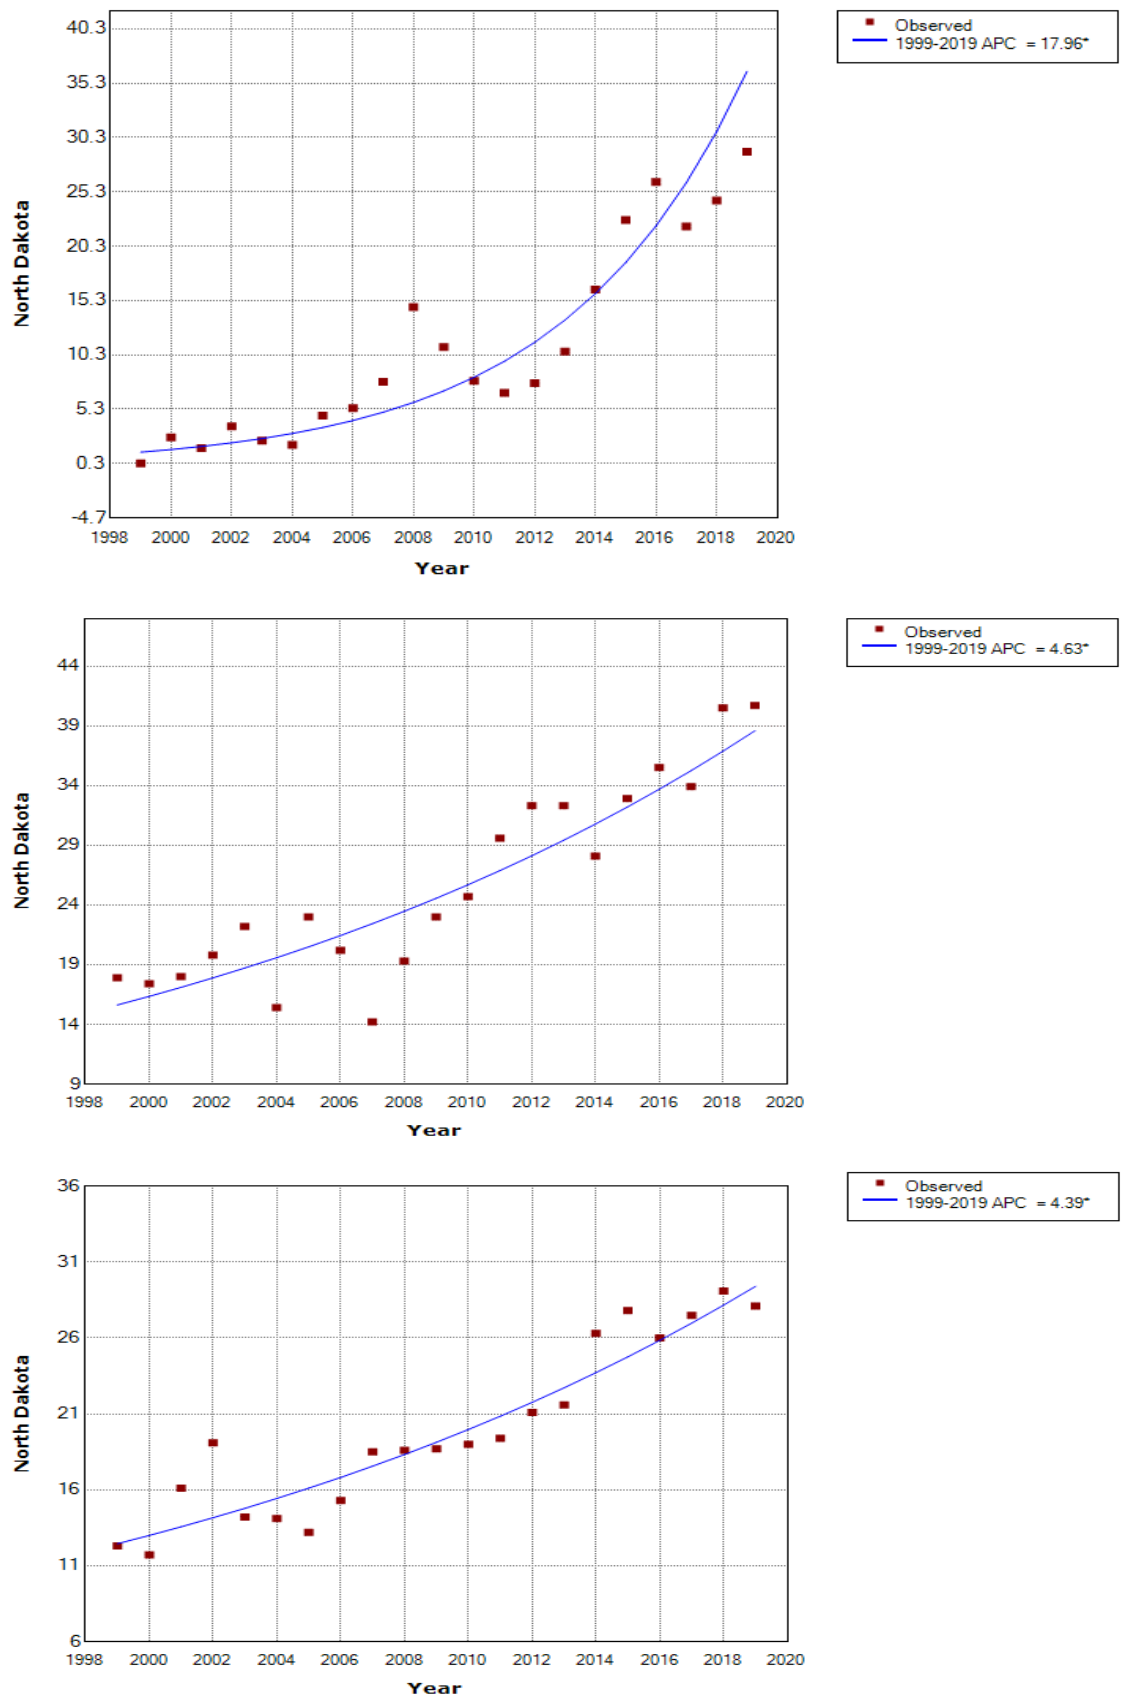 40.3
35.3
30.3
25.3
20.3
15.3
10.3
5.3
0.3
-4.7
North Dakota
1998 2000 2002 2004 2006 2008 2010 2012 2014 2016 2018 2020
Year
Observed
1999-2019 APC = 17.96*
44
39
34
29
24
19
14
9
North Dakota
1998 2000 2002 2004 2006 2008 2010 2012 2014 2016 2018 2020
Year
Observed
1999-2019 APC = 4.63*
36
31
26
21
16
11
6
North Dakota
1998 2000 2002 2004 2006 2008 2010 2012 2014 2016 2018 2020
Year
Observed
1999-2019 APC = 4.39*